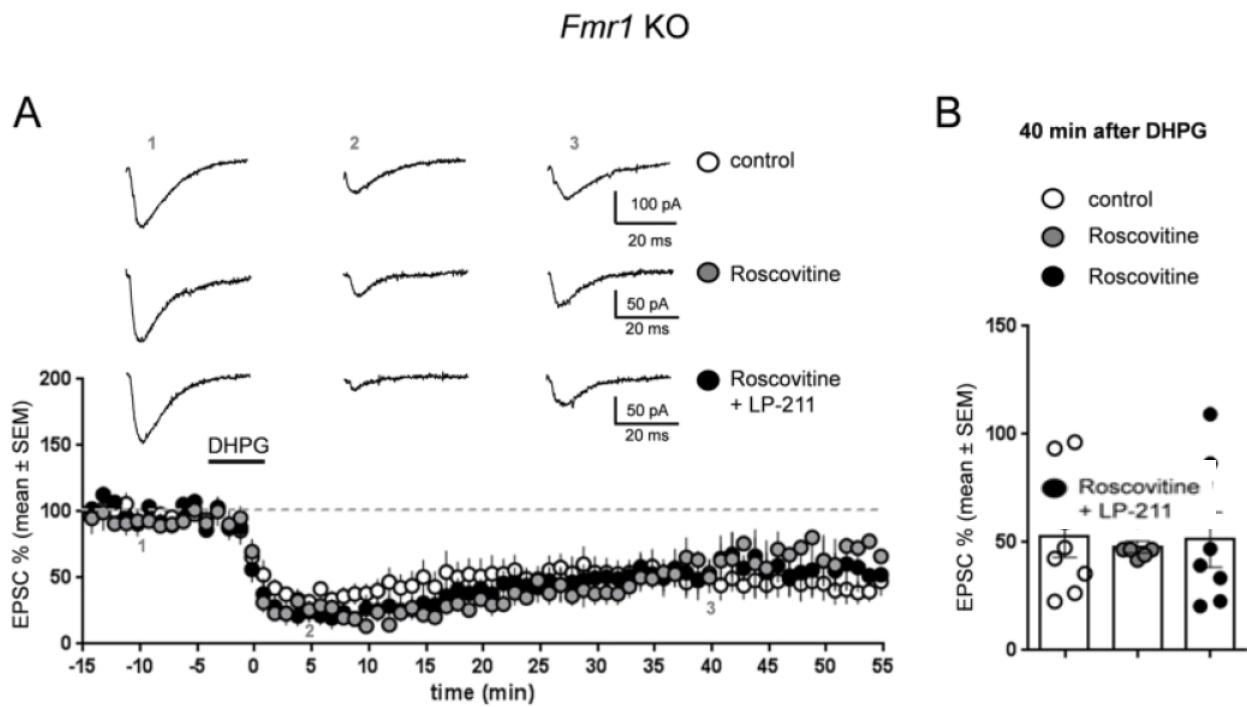 Fmr1 KO
A
1
2
3
control
100 pA
20 ms
Roscovitine
50 pA
20 ms
Roscovitine
+ LP-211
50 pA
20 ms
200
150
100
50
0
EPSC % (mean ± SEM)
DHPG
1
2
3
-15
-10
-5
0
5
10
15
20
25
30
35
40
45
50
55
time (min)
B
40 min after DHPG
control
Roscovitine
Roscovitine
150
100
50
0
EPSC % (mean ± SEM)
Roscovitine
+ LP-211